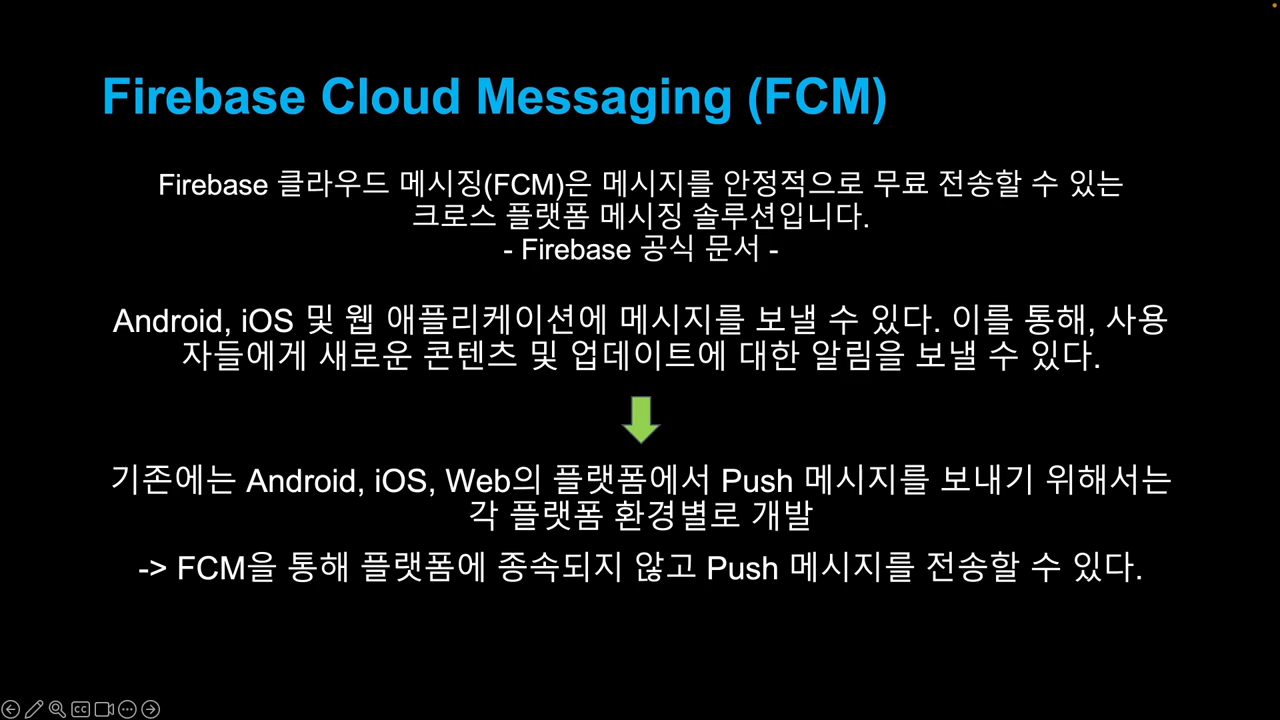 Firebase Cloud Messaging (FCM)
Firebase 클라우드 메시징(FCM)은 메시지를 안정적으로 무료 전송할 수 있는
크로스 플랫폼 메시징 솔루션입니다.
- Firebase 공식 문서 -
Android, iOS 및 웹 애플리케이션에 메시지를 보낼 수 있다. 이를 통해, 사용
자들에게 새로운 콘텐츠 및 업데이트에 대한 알림을 보낼 수 있다.
기존에는 Android, iOS, Web의 플랫폼에서 Push 메시지를 보내기 위해서는
각 플랫폼 환경별로 개발
-> FCM을 통해 플랫폼에 종속되지 않고 Push 메시지를 전송할 수 있다.
CC